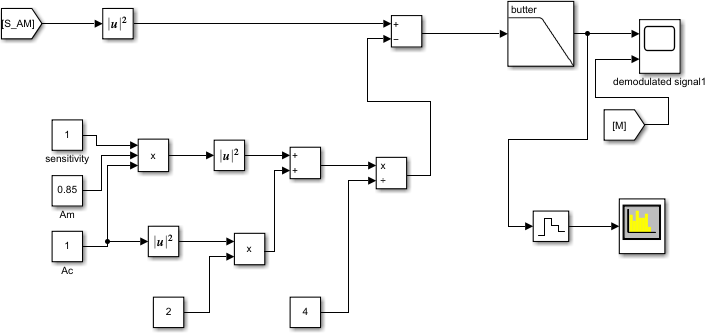 [S_AM]
|u|²
+
−
butter
demodulated signal1
[M]
1
sensitivity
x
|u|²
+
+
x
÷
0.85
Am
1
Ac
|u|²
x
2
4